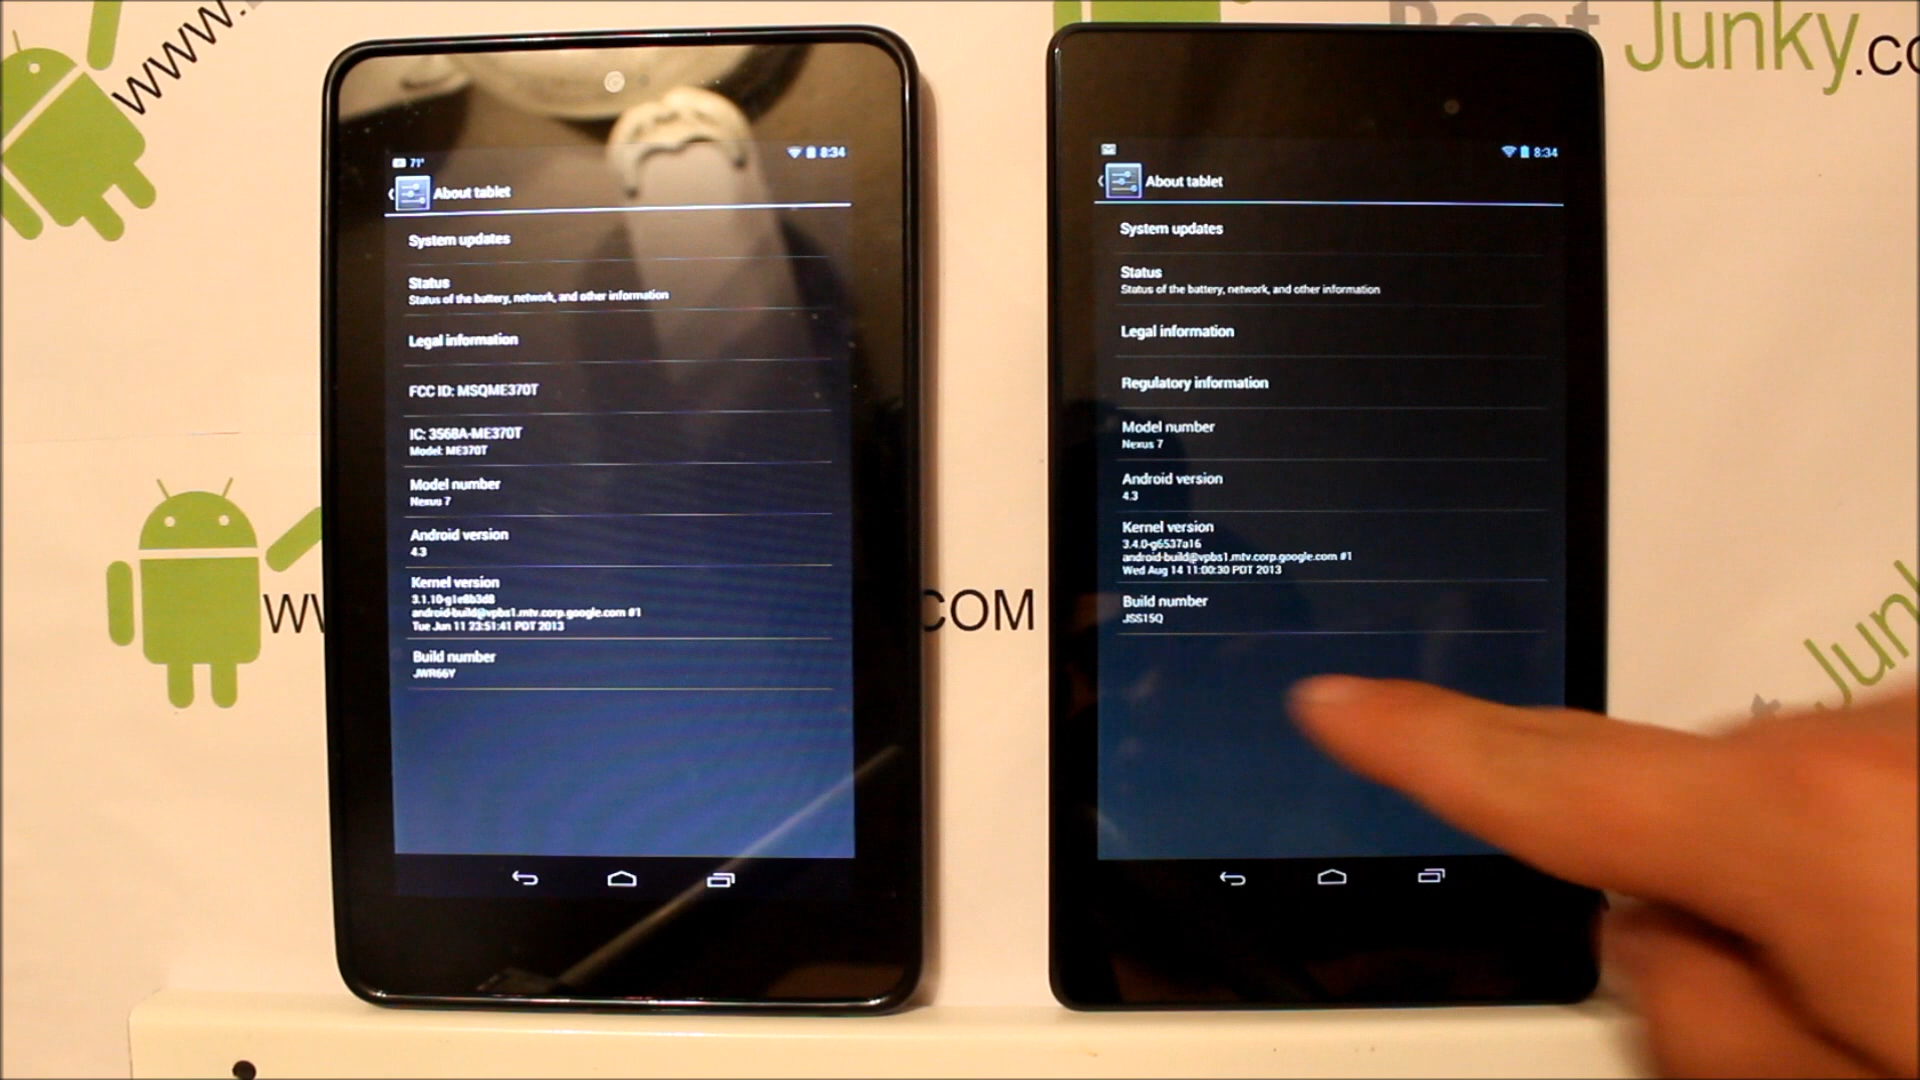 www.
Root Junky.co
71°
8:34
About tablet
System updates
Status
Status of the battery, network, and other information
Legal information
FCC ID: MSQME370T
IC: 3568A-ME370T
Model: ME370T
Model number
Nexus 7
Android version
4.3
Kernel version
3.1.10-g1e8b3d8
android-build@vpbs1.mtv.corp.google.com #1
Tue Jun 11 23:51:41 PDT 2013
Build number
JWR66Y
8:34
About tablet
System updates
Status
Status of the battery, network, and other information
Legal information
Regulatory information
Model number
Nexus 7
Android version
4.3
Kernel version
3.4.0-g6537a16
android-build@vpbs1.mtv.corp.google.com #1
Wed Aug 14 11:00:30 PDT 2013
Build number
JSS15Q
COM
Junk